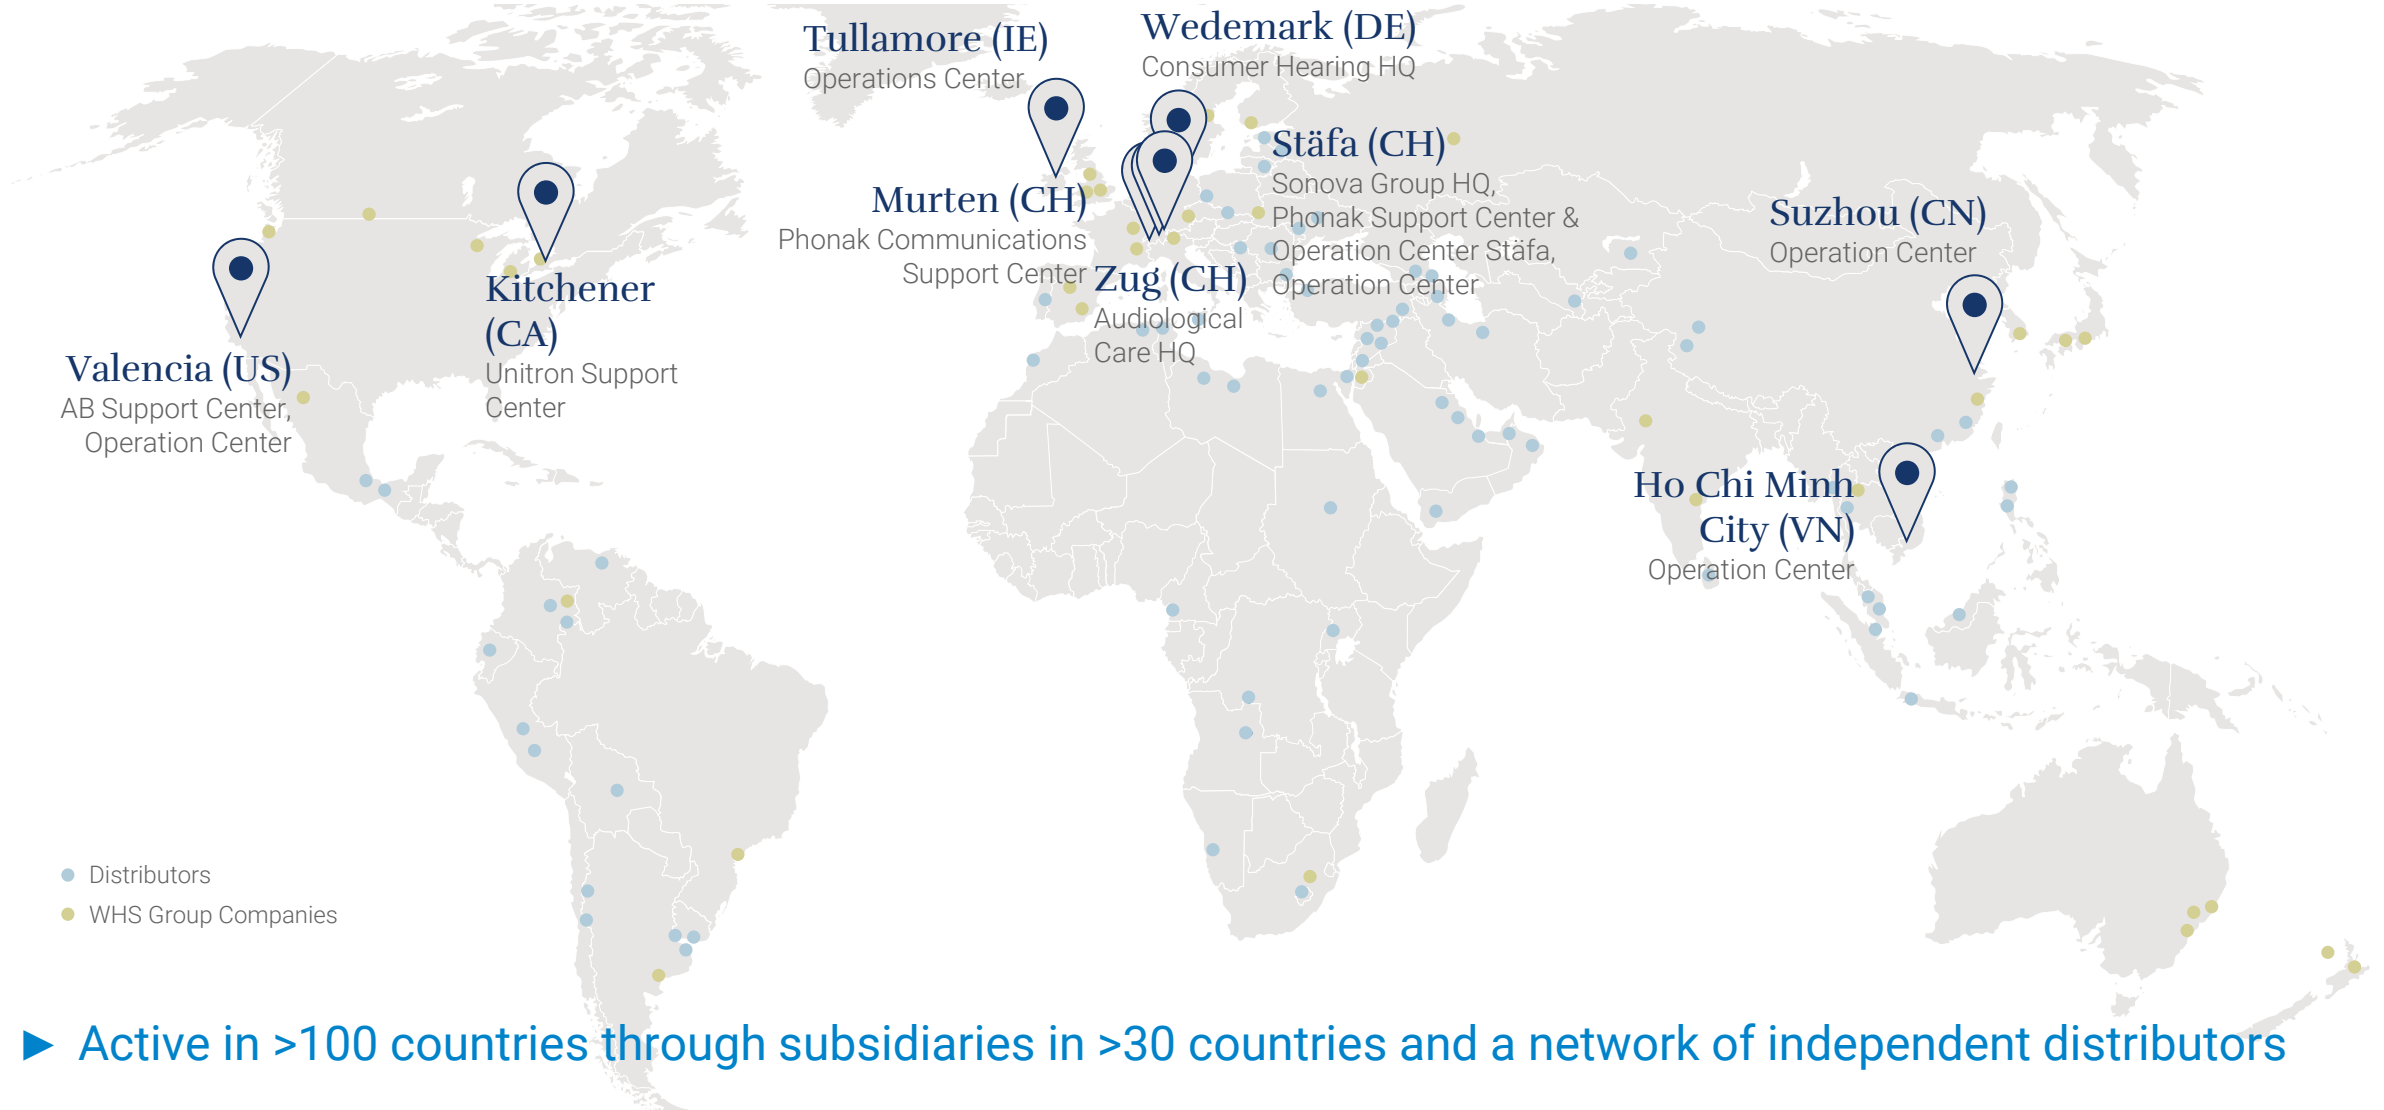 Tullamore (IE)
Operations Center
Wedemark (DE)
Consumer Hearing HQ
Stäfa (CH)
Sonova Group HQ,
Phonak Support Center &
Operation Center Stäfa,
Operation Center
Murten (CH)
Phonak Communications
Support Center
Zug (CH)
Audiological
Care HQ
Suzhou (CN)
Operation Center
Kitchener
(CA)
Unitron Support
Center
Valencia (US)
AB Support Center,
Operation Center
Ho Chi Minh
City (VN)
Operation Center
Distributors
WHS Group Companies
► Active in >100 countries through subsidiaries in >30 countries and a network of independent distributors